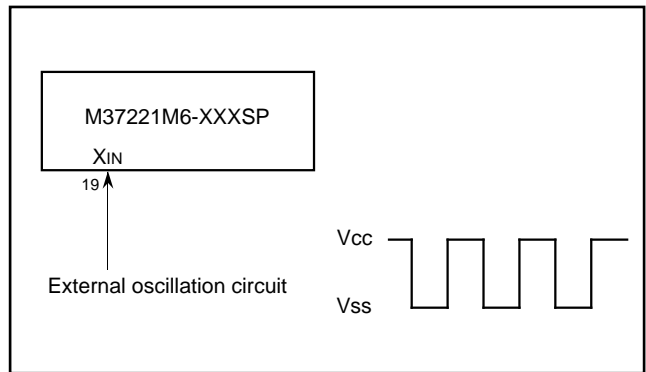 M37221M6-XXXSP
XIN
19
External oscillation circuit
Vcc
Vss